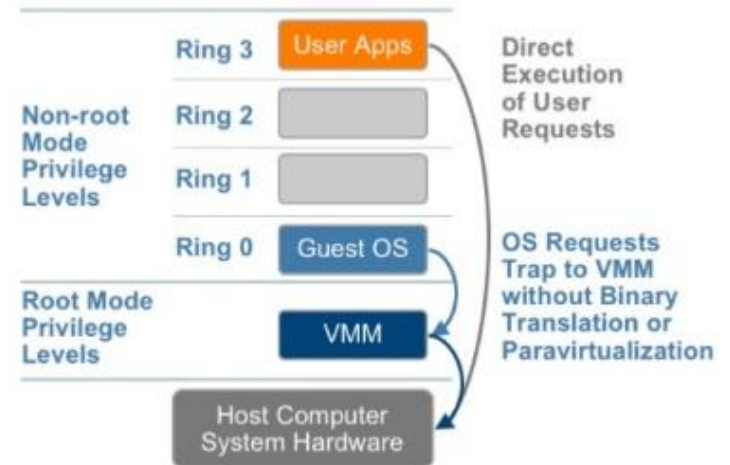 Ring 3
User Apps
Direct
Execution
of User
Requests
Non-root
Mode
Privilege
Levels
Ring 2
Ring 1
Ring 0
Guest OS
OS Requests
Trap to VMM
without Binary
Translation or
Paravirtualization
Root Mode
Privilege
Levels
VMM
Host Computer
System Hardware